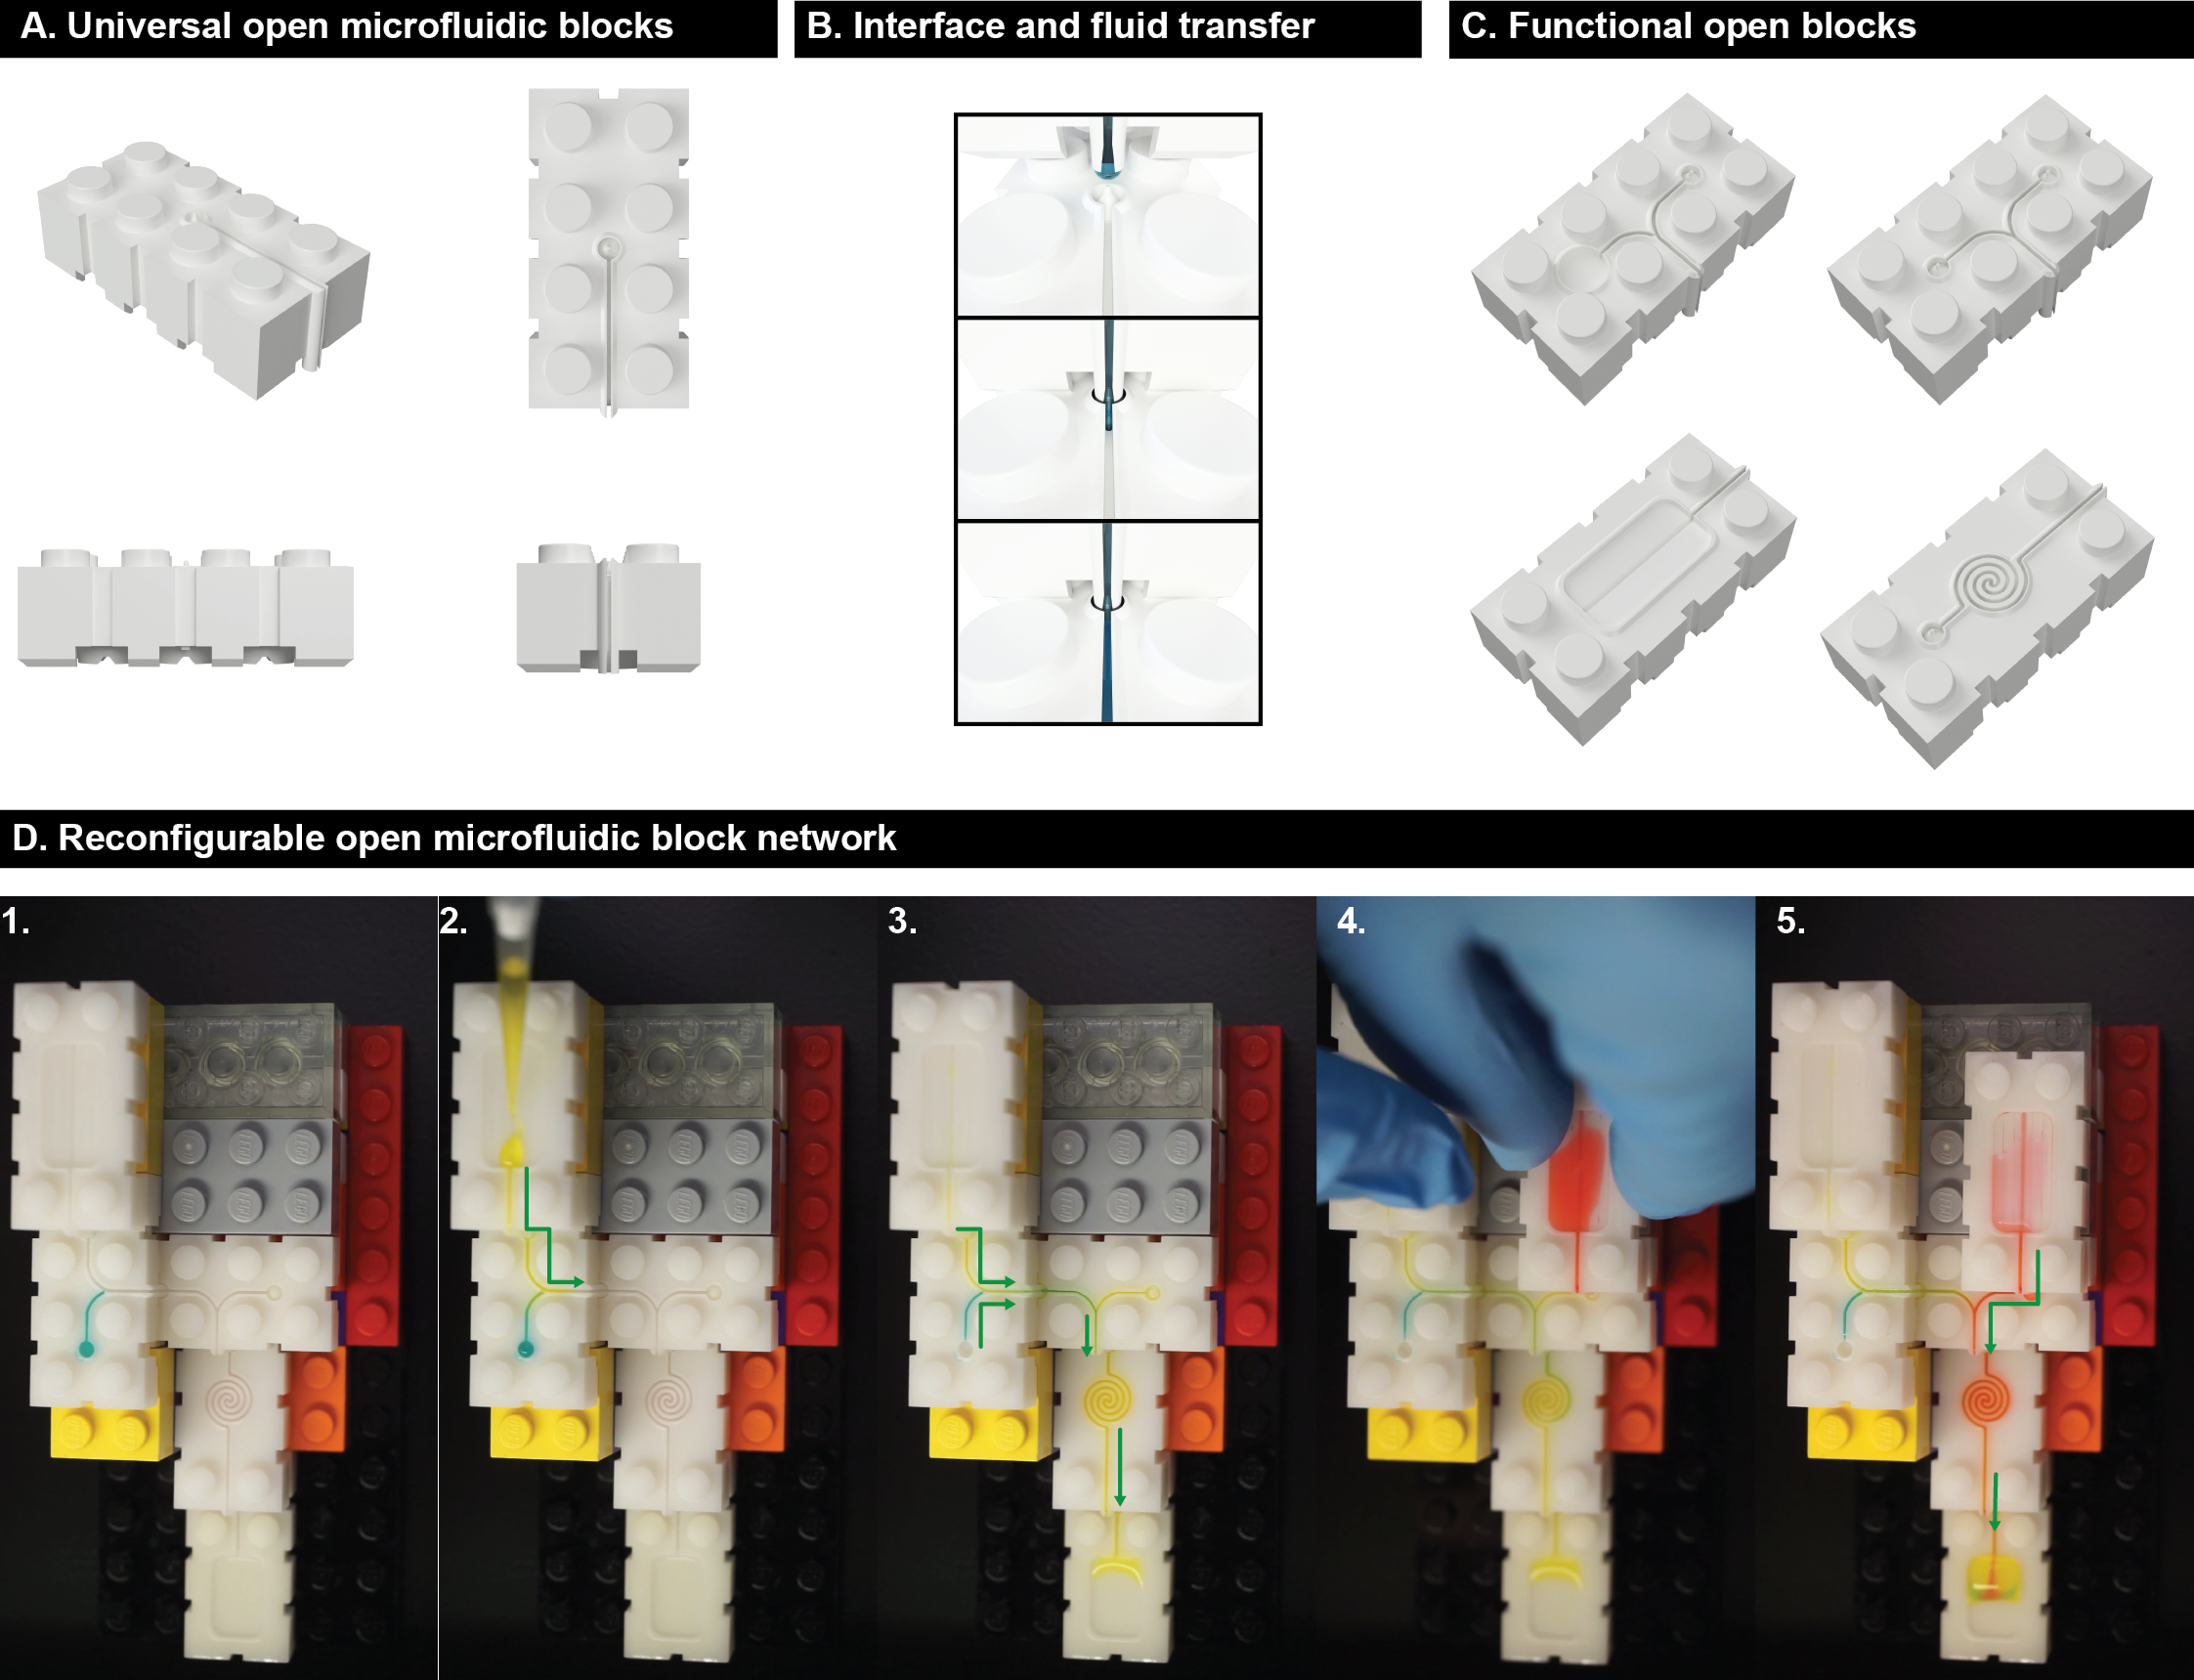 A. Universal open microfluidic blocks
B. Interface and fluid transfer
C. Functional open blocks
D. Reconfigurable open microfluidic block network
1.
2.
3.
4.
5.